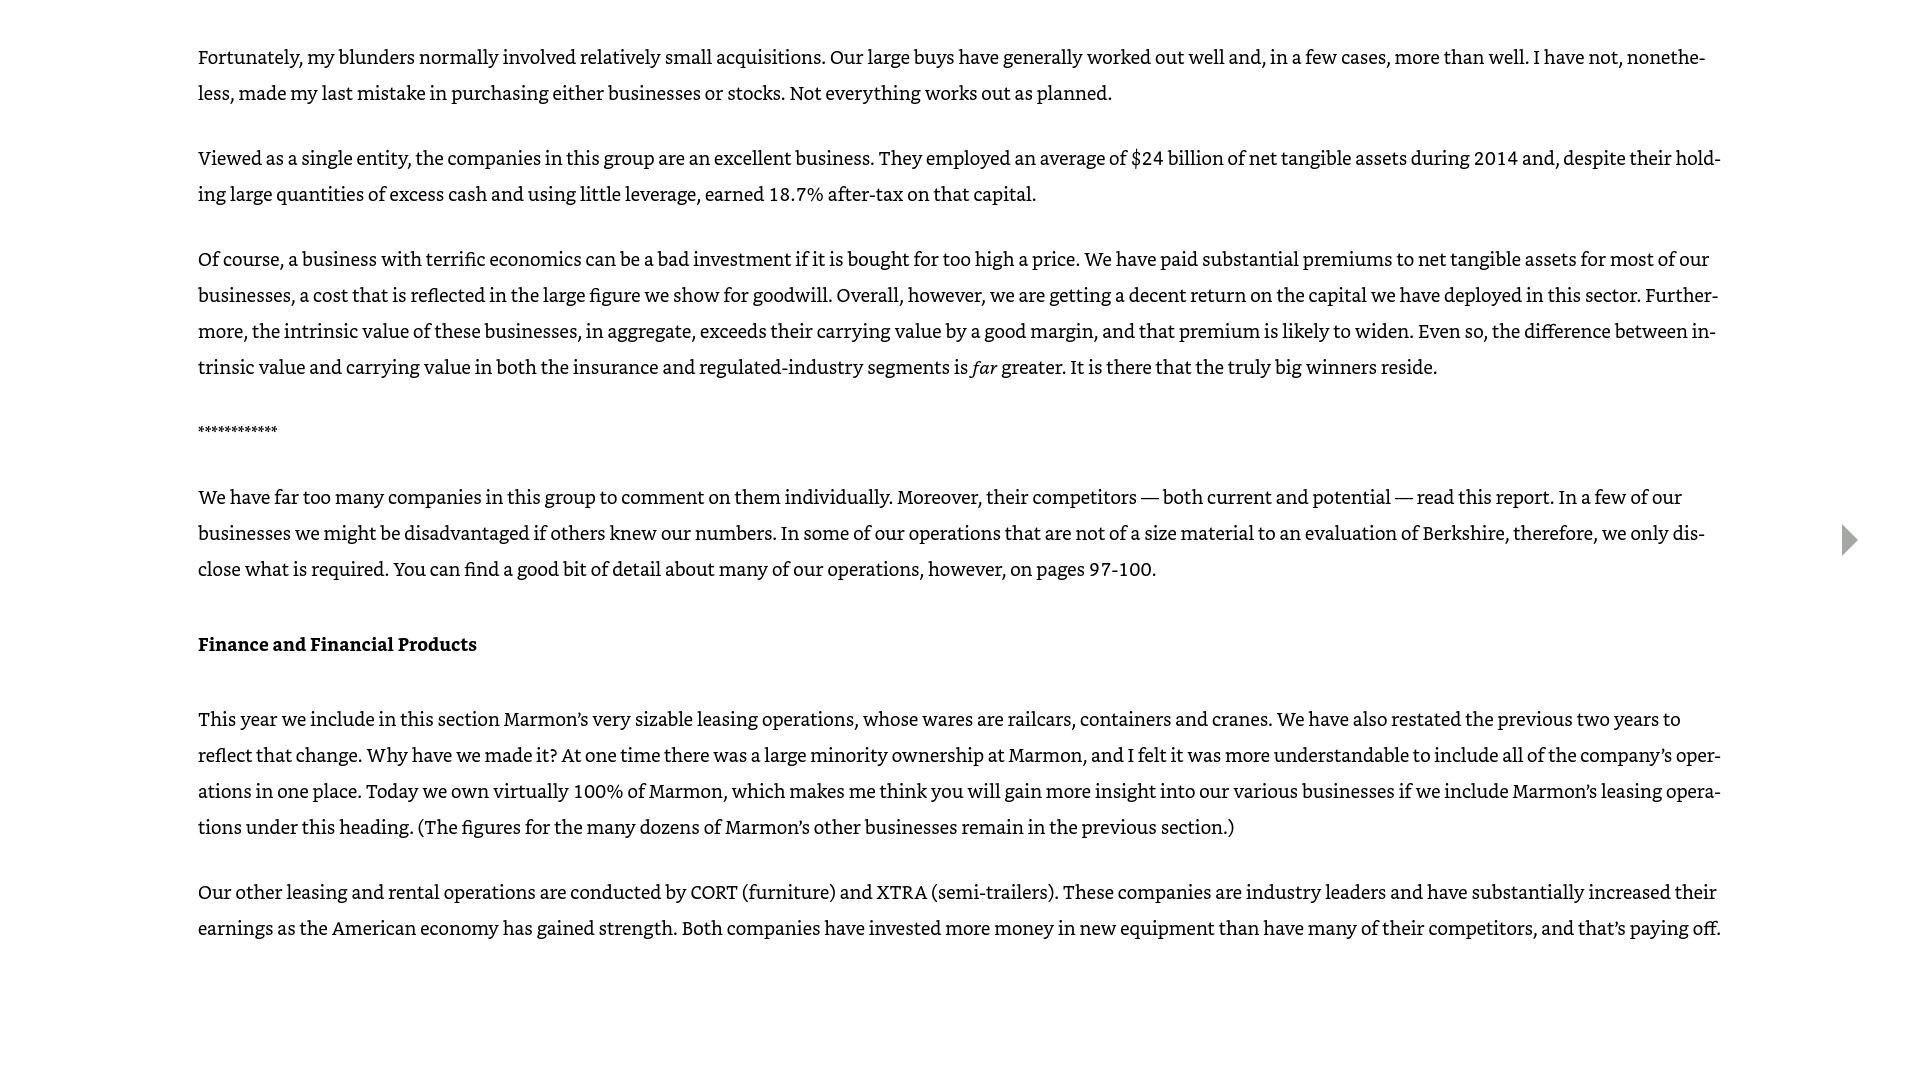 Fortunately, my blunders normally involved relatively small acquisitions. Our large buys have generally worked out well and, in a few cases, more than well. I have not, nonethe-
less, made my last mistake in purchasing either businesses or stocks. Not everything works out as planned.
Viewed as a single entity, the companies in this group are an excellent business. They employed an average of $24 billion of net tangible assets during 2014 and, despite their hold-
ing large quantities of excess cash and using little leverage, earned 18.7% after-tax on that capital.
Of course, a business with terrific economics can be a bad investment if it is bought for too high a price. We have paid substantial premiums to net tangible assets for most of our
businesses, a cost that is reflected in the large figure we show for goodwill. Overall, however, we are getting a decent return on the capital we have deployed in this sector. Further-
more, the intrinsic value of these businesses, in aggregate, exceeds their carrying value by a good margin, and that premium is likely to widen. Even so, the difference between in-
trinsic value and carrying value in both the insurance and regulated-industry segments is far greater. It is there that the truly big winners reside.
************
We have far too many companies in this group to comment on them individually. Moreover, their competitors — both current and potential — read this report. In a few of our
businesses we might be disadvantaged if others knew our numbers. In some of our operations that are not of a size material to an evaluation of Berkshire, therefore, we only dis-
close what is required. You can find a good bit of detail about many of our operations, however, on pages 97-100.
Finance and Financial Products
This year we include in this section Marmon’s very sizable leasing operations, whose wares are railcars, containers and cranes. We have also restated the previous two years to
reflect that change. Why have we made it? At one time there was a large minority ownership at Marmon, and I felt it was more understandable to include all of the company’s oper-
ations in one place. Today we own virtually 100% of Marmon, which makes me think you will gain more insight into our various businesses if we include Marmon’s leasing opera-
tions under this heading. (The figures for the many dozens of Marmon’s other businesses remain in the previous section.)
Our other leasing and rental operations are conducted by CORT (furniture) and XTRA (semi-trailers). These companies are industry leaders and have substantially increased their
earnings as the American economy has gained strength. Both companies have invested more money in new equipment than have many of their competitors, and that’s paying off.